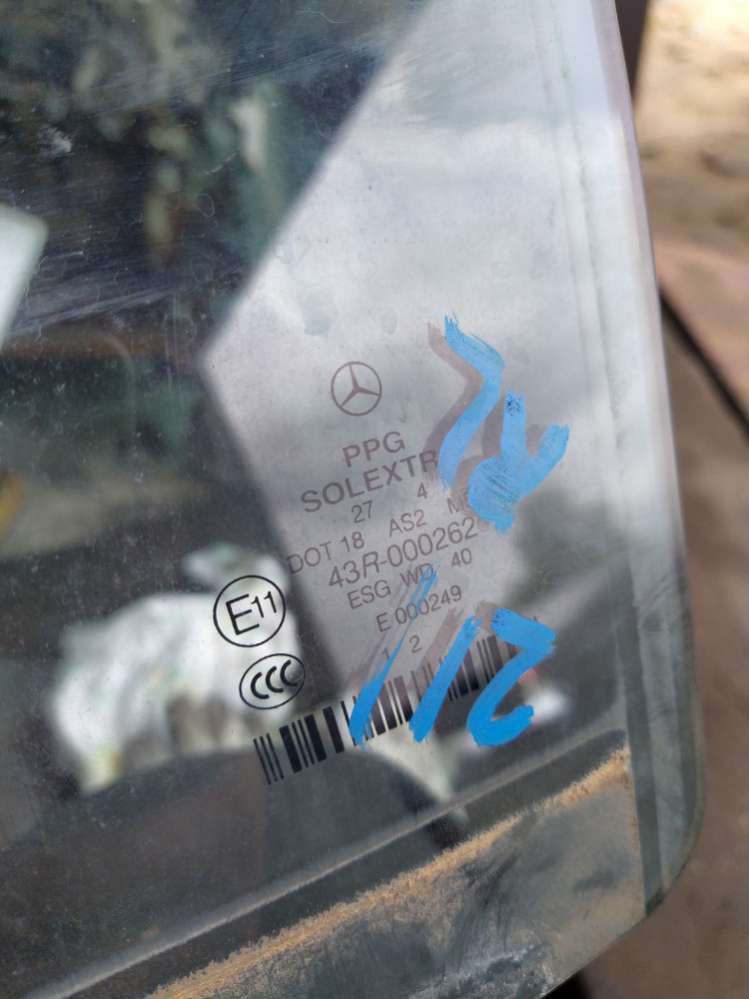 PPG
SOLEXTR
27 4
DOT 18 AS2
43R-000262
ESG WD 40
E 000249
1 2
E11
CCC